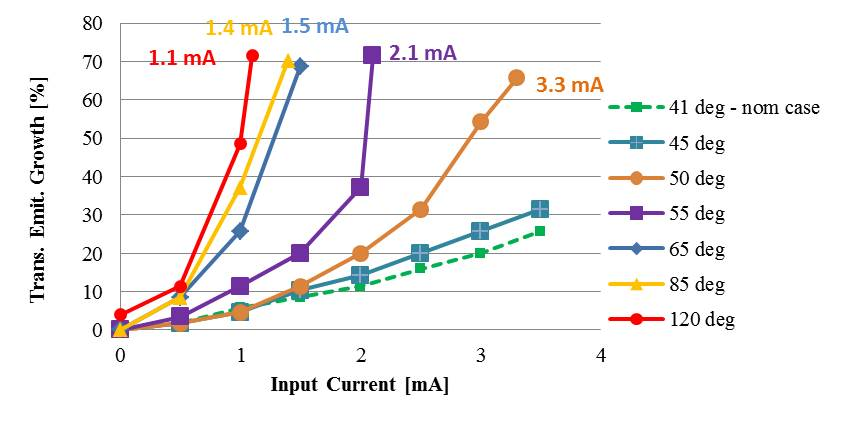 80
1.4 mA 1.5 mA
70
1.1 mA
2.1 mA
60
3.3 mA
50
40
30
20
10
0
Trans. Emit. Growth [%]
0 1 2 3 4
Input Current [mA]
41 deg - nom case
45 deg
50 deg
55 deg
65 deg
85 deg
120 deg